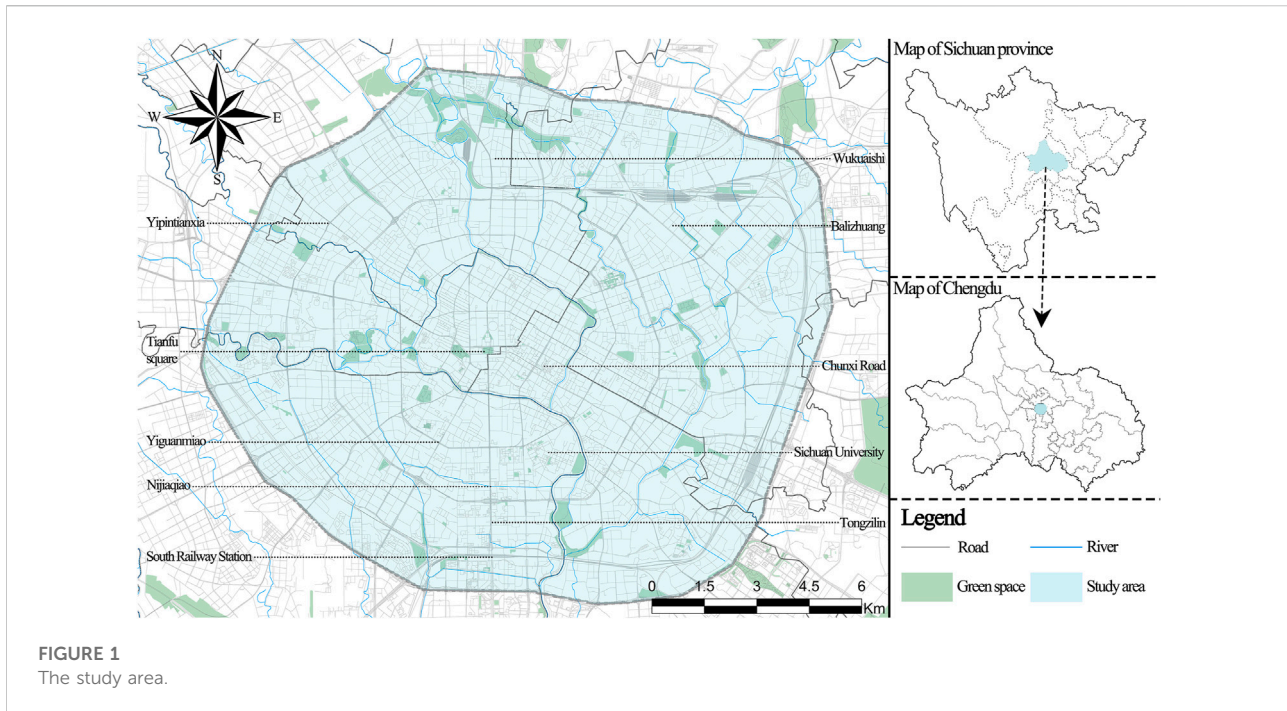 Map of Sichuan province
N
W
E
S
Wukuaishi
Yipintianxia
Balizhuang
Map of Chengdu
Tianfu
square
Chunxi Road
Yiguanmiao
Sichuan University
Nijiaqiao
Tongzilin
South Railway Station
0 1.5 3 4.5 6
Km
Legend
Road
River
Green space
Study area
FIGURE 1
The study area.